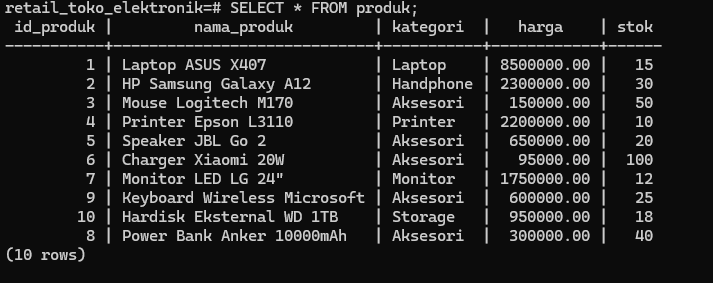 retail_toko_elektronik=# SELECT * FROM produk;
 id_produk |         nama_produk          | kategori  |   harga    | stok
-----------+------------------------------+-----------+------------+------
         1 | Laptop ASUS X407             | Laptop    | 8500000.00 |   15
         2 | HP Samsung Galaxy A12        | Handphone | 2300000.00 |   30
         3 | Mouse Logitech M170          | Aksesori  |  150000.00 |   50
         4 | Printer Epson L3110          | Printer   | 2200000.00 |   10
         5 | Speaker JBL Go 2             | Aksesori  |  650000.00 |   20
         6 | Charger Xiaomi 20W           | Aksesori  |   95000.00 |  100
         7 | Monitor LED LG 24"           | Monitor   | 1750000.00 |   12
         9 | Keyboard Wireless Microsoft  | Aksesori  |  600000.00 |   25
        10 | Hardisk Eksternal WD 1TB     | Storage   |  950000.00 |   18
         8 | Power Bank Anker 10000mAh    | Aksesori  |  300000.00 |   40
(10 rows)